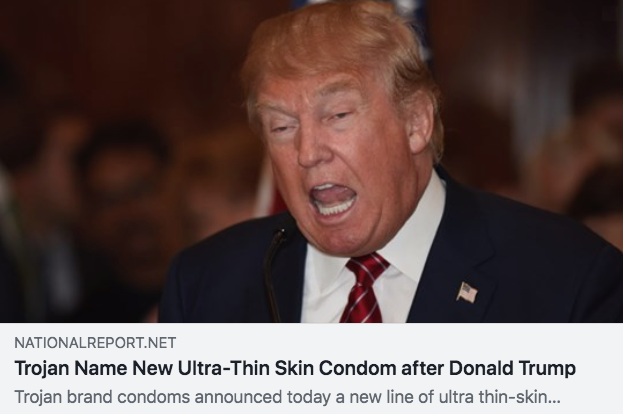 NATIONALREPORT.NET
Trojan Name New Ultra-Thin Skin Condom after Donald Trump
Trojan brand condoms announced today a new line of ultra thin-skin...